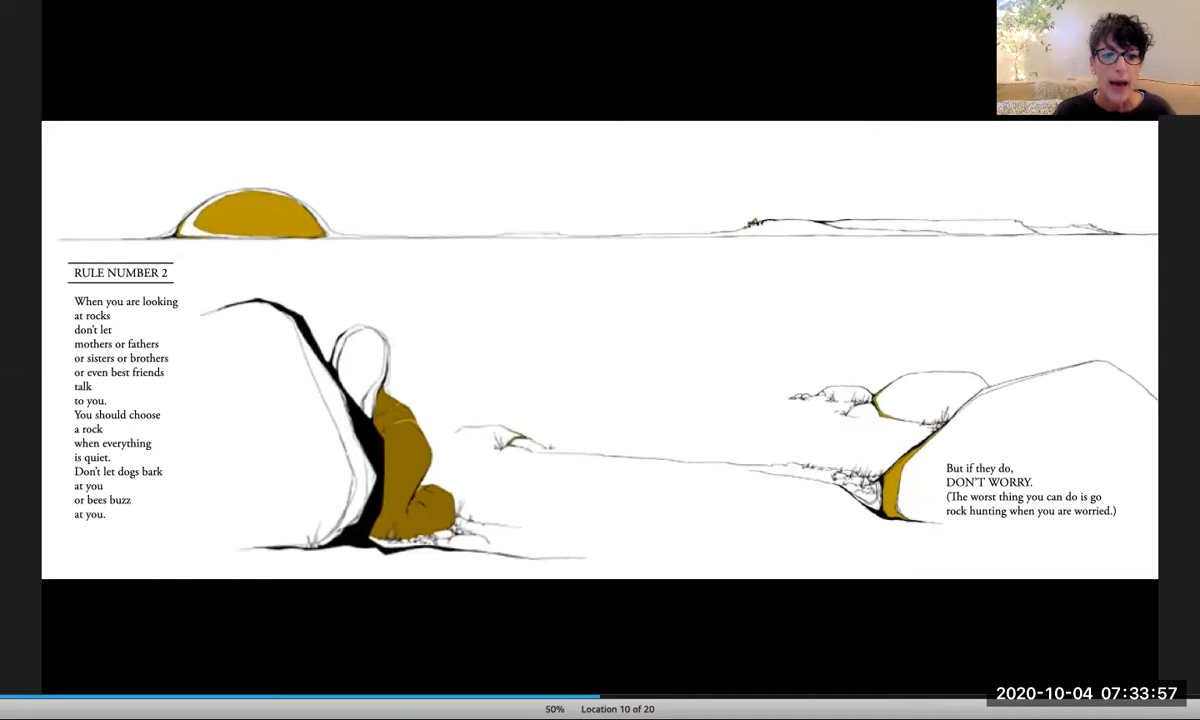 RULE NUMBER 2
When you are looking
at rocks
don't let
mothers or fathers
or sisters or brothers
or even best friends
talk
to you.
You should choose
a rock
when everything
is quiet.
Don't let dogs bark
at you
or bees buzz
at you.
But if they do,
DON'T WORRY.
(The worst thing you can do is go
rock hunting when you are worried.)
2020-10-04 07:33:57
50% Location 10 of 20